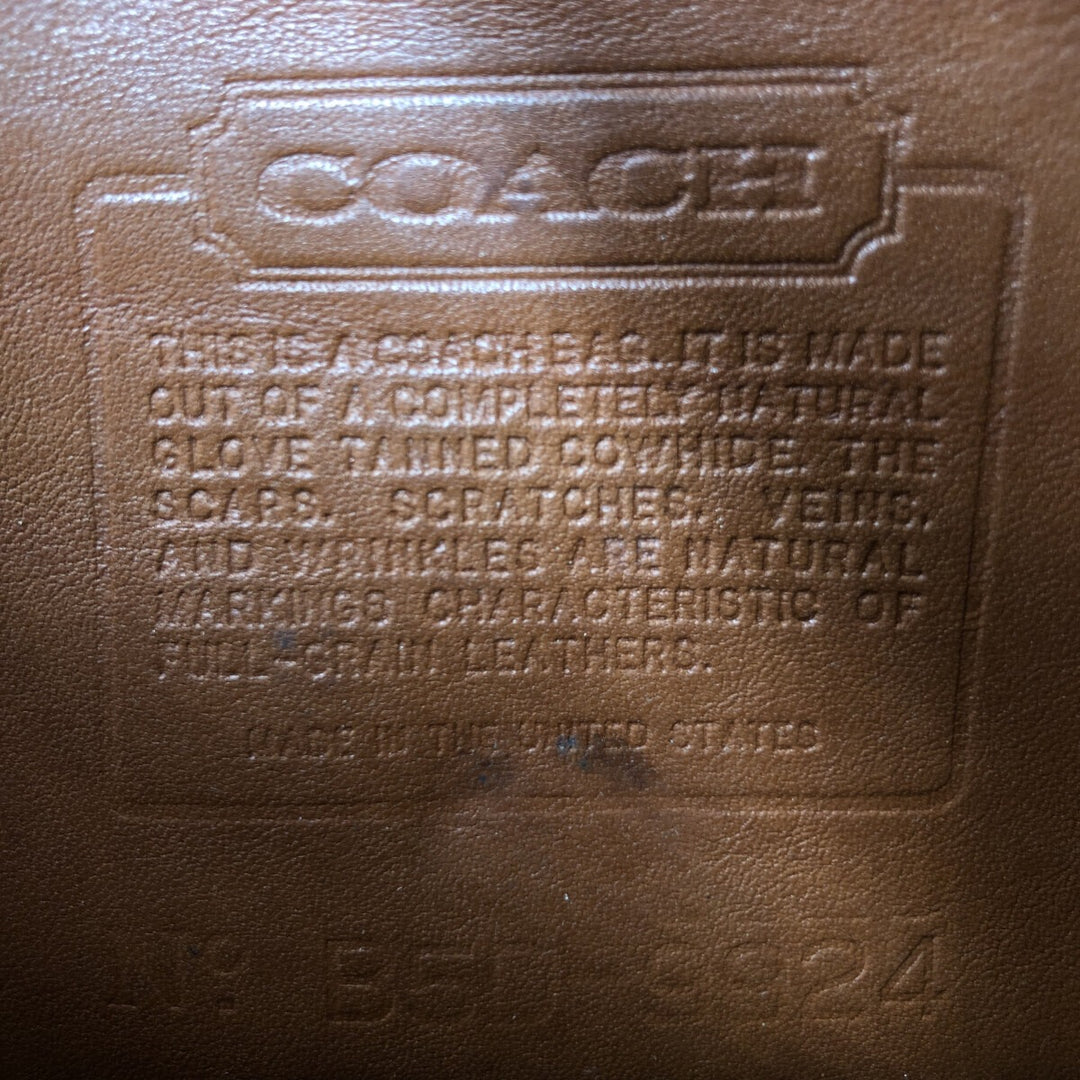 COACH
THIS IS A COACH BAG. IT IS MADE
OUT OF A COMPLETELY NATURAL
GLOVE TANNED COWHIDE. THE
SCARS, SCRATCHES, VEINS,
AND WRINKLES ARE NATURAL
MARKINGS CHARACTERISTIC OF
FULL-GRAIN LEATHERS.
MADE IN THE UNITED STATES
Nº